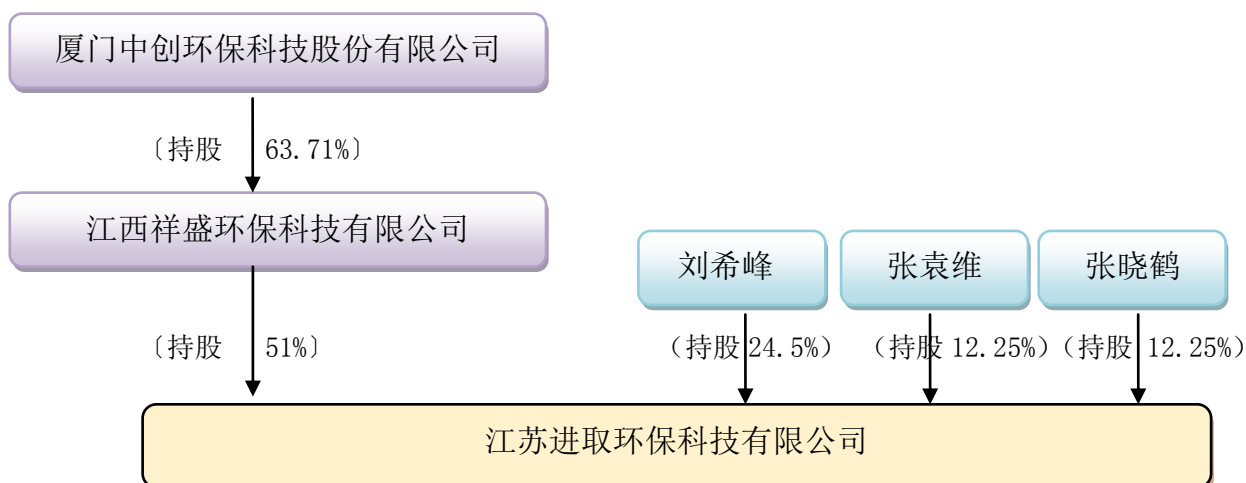 厦门中创环保科技股份有限公司
〔持股 63.71%〕
江西祥盛环保科技有限公司
刘希峰
张袁维
张晓鹤
〔持股 51%〕
（持股 24.5%）
（持股 12.25%）
（持股 12.25%）
江苏进取环保科技有限公司